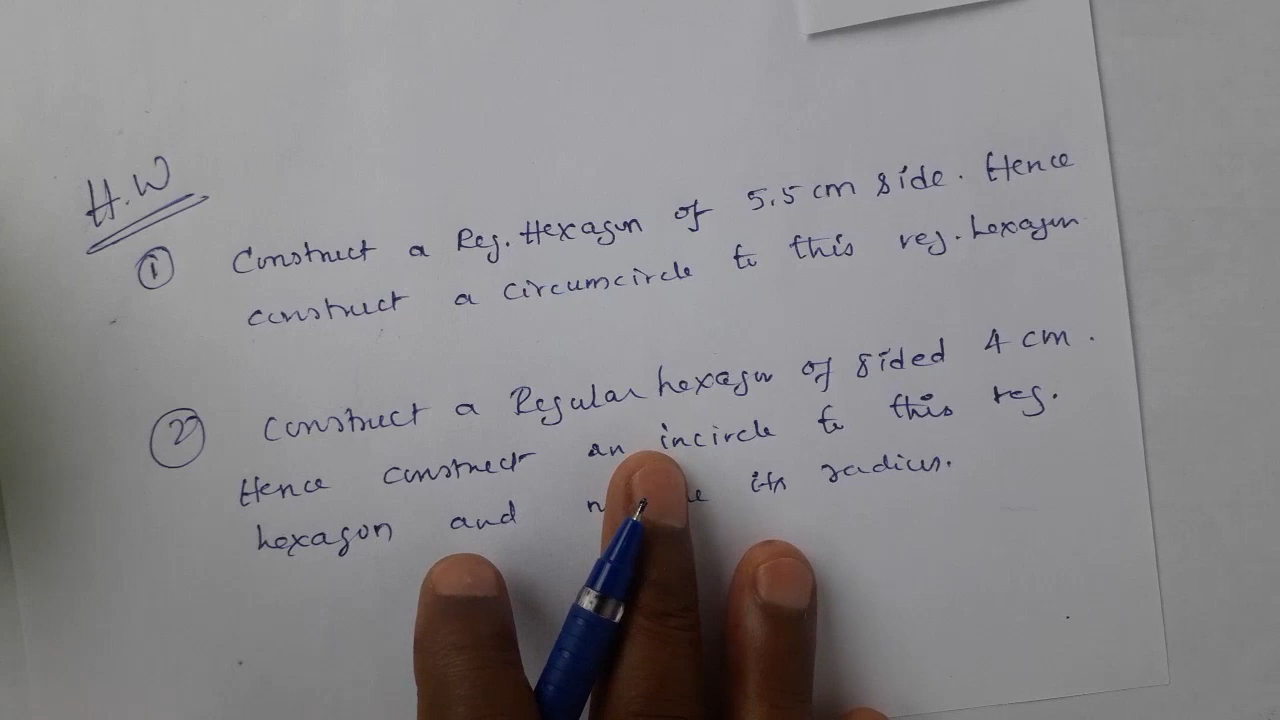 H.W
① Construct a Reg. Hexagon of 5.5 cm side. Hence
construct a circumcircle to this reg. hexagon
② Construct a Regular hexagon of sided 4 cm.
Hence construct an incircle to this reg.
hexagon and its radius.